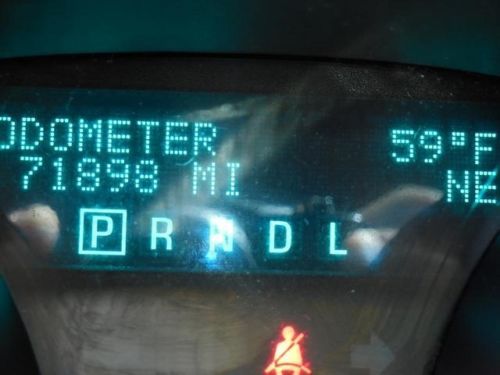 ODOMETER 59°F
71898 MI NE
P R N D L